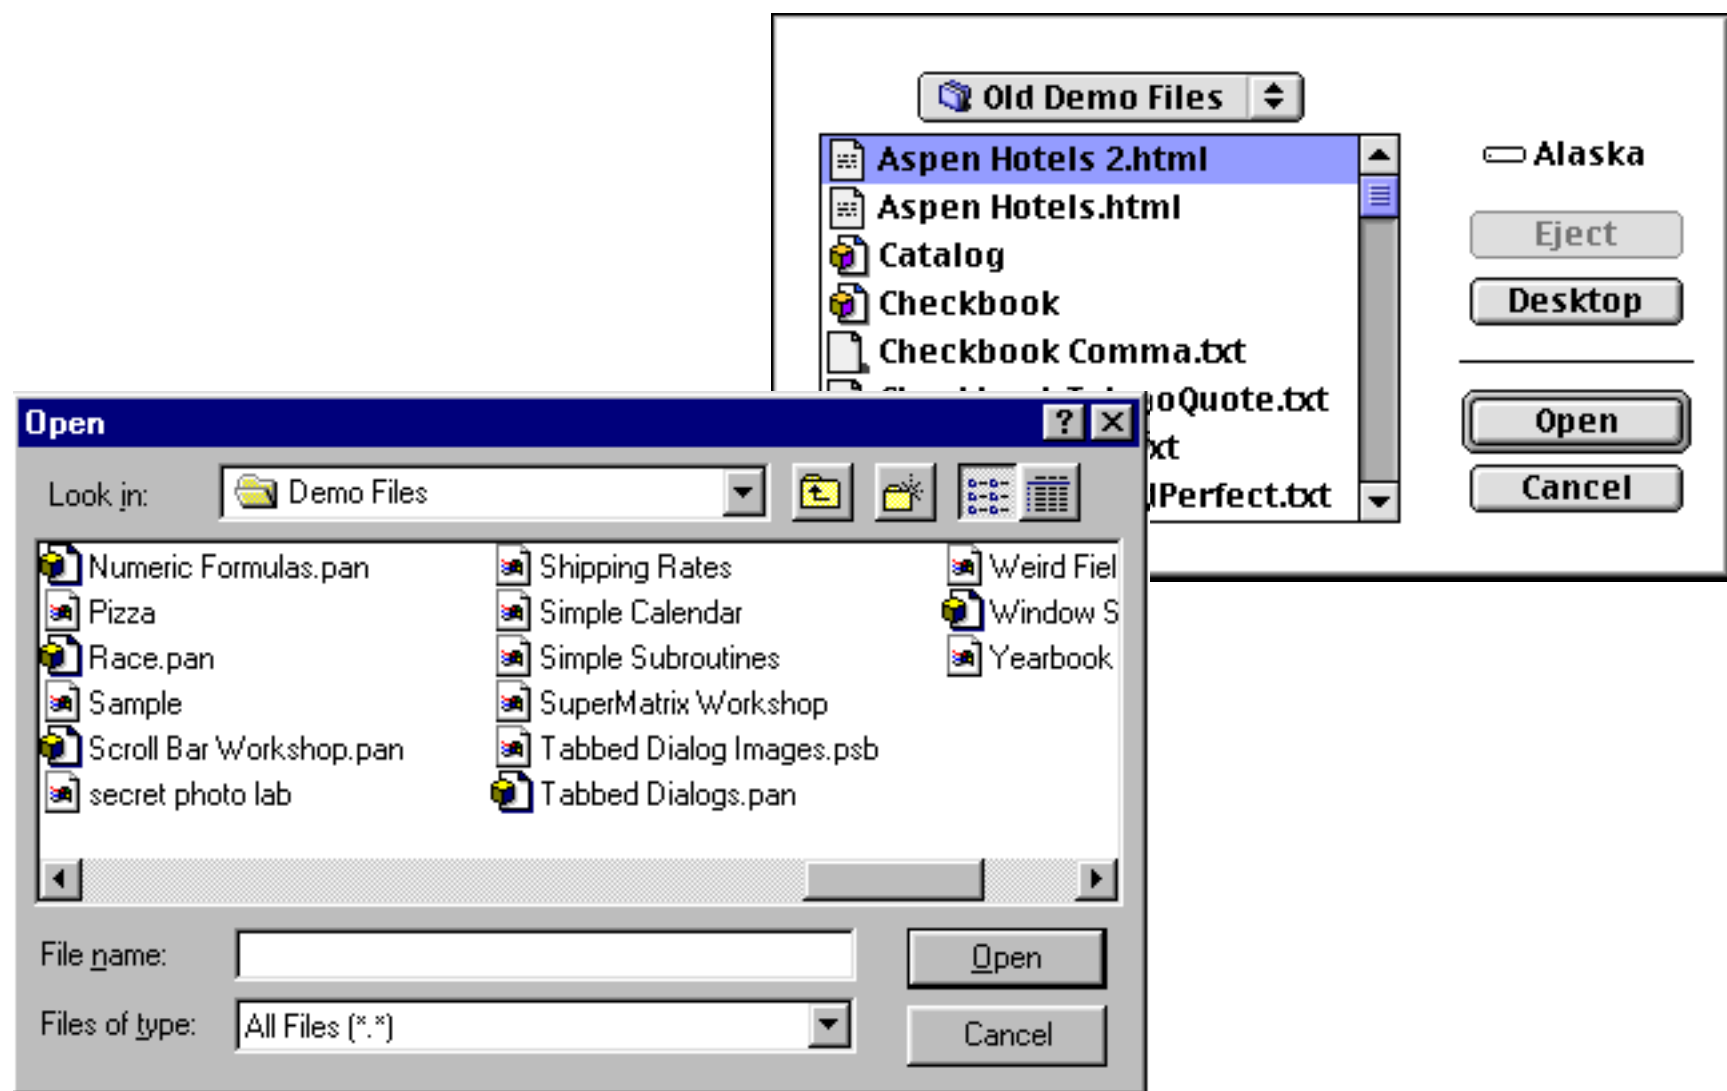 Old Demo Files
Aspen Hotels 2.html
Aspen Hotels.html
Catalog
Checkbook
Checkbook Comma.txt
oQuote.txt
xt
Perfect.txt
Alaska
Eject
Desktop
Open
Cancel
Open
?
Look in:
Demo Files
Numeric Formulas.pan
Pizza
Race.pan
Sample
Scroll Bar Workshop.pan
secret photo lab
Shipping Rates
Simple Calendar
Simple Subroutines
SuperMatrix Workshop
Tabbed Dialog Images.psb
Tabbed Dialogs.pan
Weird Fiel
Window S
Yearbook
File name:
Open
Files of type:
All Files (*.*)
Cancel